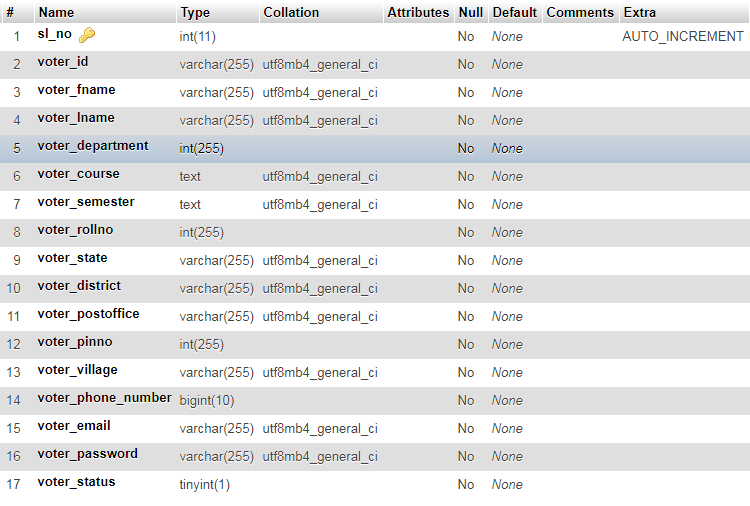 # Name Type Collation Attributes Null Default Comments Extra
1 sl_no int(11) No None AUTO_INCREMENT
2 voter_id varchar(255) utf8mb4_general_ci No None
3 voter_fname varchar(255) utf8mb4_general_ci No None
4 voter_lname varchar(255) utf8mb4_general_ci No None
5 voter_department int(255) No None
6 voter_course text utf8mb4_general_ci No None
7 voter_semester text utf8mb4_general_ci No None
8 voter_rollno int(255) No None
9 voter_state varchar(255) utf8mb4_general_ci No None
10 voter_district varchar(255) utf8mb4_general_ci No None
11 voter_postoffice varchar(255) utf8mb4_general_ci No None
12 voter_pinno int(255) No None
13 voter_village varchar(255) utf8mb4_general_ci No None
14 voter_phone_number bigint(10) No None
15 voter_email varchar(255) utf8mb4_general_ci No None
16 voter_password varchar(255) utf8mb4_general_ci No None
17 voter_status tinyint(1) No None